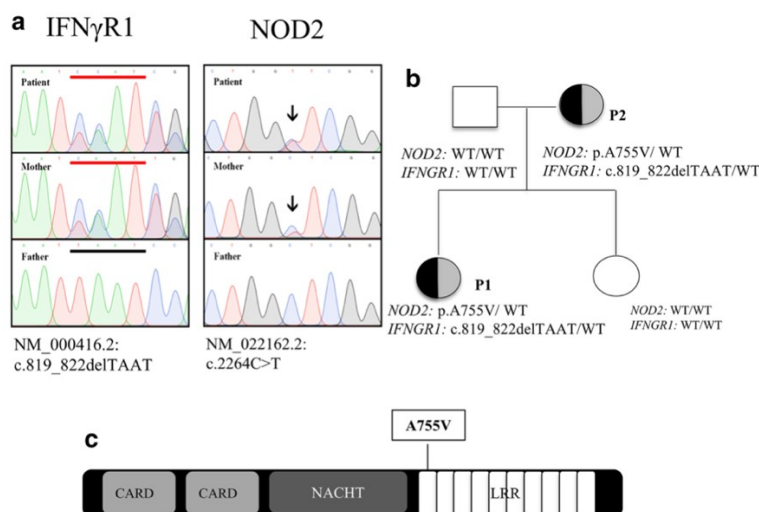 a IFNγR1 NOD2
Patient
Patient
Mother
Mother
Father
Father
NM_000416.2:
c.819_822delTAAT
NM_022162.2:
c.2264C>T
b
P2
NOD2: WT/WT
IFNGR1: WT/WT
NOD2: p.A755V/ WT
IFNGR1: c.819_822delTAAT/WT
P1
NOD2: p.A755V/ WT
IFNGR1: c.819_822delTAAT/WT
NOD2: WT/WT
IFNGR1: WT/WT
c
A755V
CARD CARD NACHT LRR